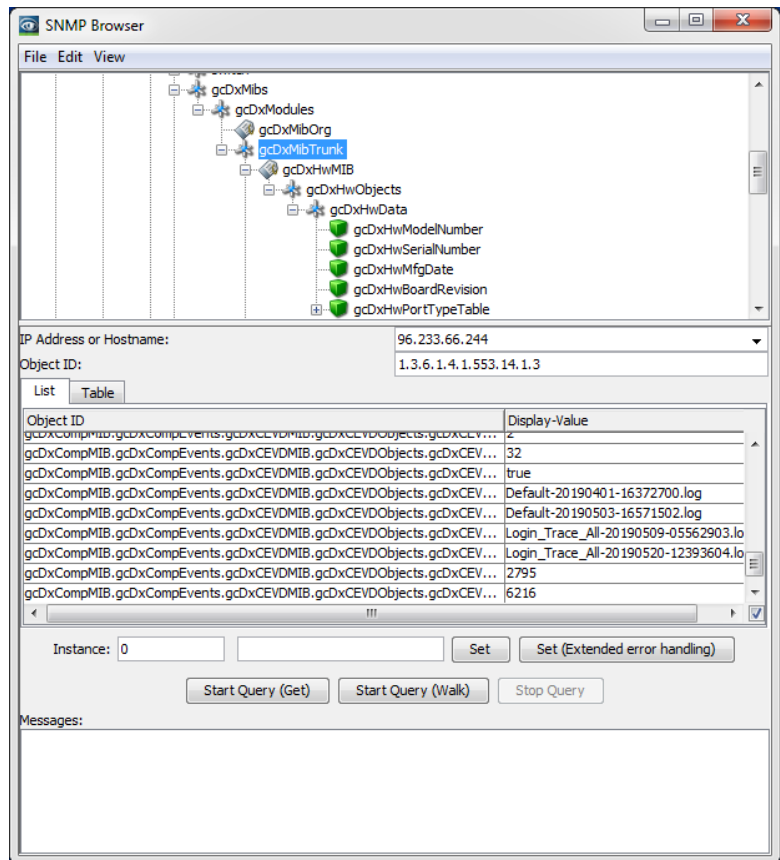 SNMP Browser
File Edit View
gcDxMibs
gcDxModules
gcDxMibOrg
gcDxMibTrunk
gcDxHwMIB
gcDxHwObjects
gcDxHwData
gcDxHwModelNumber
gcDxHwSerialNumber
gcDxHwMfgDate
gcDxHwBoardRevision
gcDxHwPortTypeTable
IP Address or Hostname: 96.233.66.244
Object ID: 1.3.6.1.4.1.553.14.1.3
List Table
Object ID Display-Value
gcDxCompMIB.gcDxCompEvents.gcDxCEVDMIB.gcDxCEVDObjects.gcDxCEV... 2
gcDxCompMIB.gcDxCompEvents.gcDxCEVDMIB.gcDxCEVDObjects.gcDxCEV... 32
gcDxCompMIB.gcDxCompEvents.gcDxCEVDMIB.gcDxCEVDObjects.gcDxCEV... true
gcDxCompMIB.gcDxCompEvents.gcDxCEVDMIB.gcDxCEVDObjects.gcDxCEV... Default-20190401-16372700.log
gcDxCompMIB.gcDxCompEvents.gcDxCEVDMIB.gcDxCEVDObjects.gcDxCEV... Default-20190503-16571502.log
gcDxCompMIB.gcDxCompEvents.gcDxCEVDMIB.gcDxCEVDObjects.gcDxCEV... Login_Trace_All-20190509-05562903.lo
gcDxCompMIB.gcDxCompEvents.gcDxCEVDMIB.gcDxCEVDObjects.gcDxCEV... Login_Trace_All-20190520-12393604.lo
gcDxCompMIB.gcDxCompEvents.gcDxCEVDMIB.gcDxCEVDObjects.gcDxCEV... 2795
gcDxCompMIB.gcDxCompEvents.gcDxCEVDMIB.gcDxCEVDObjects.gcDxCEV... 6216
Instance: 0 Set Set (Extended error handling)
Start Query (Get) Start Query (Walk) Stop Query
Messages: